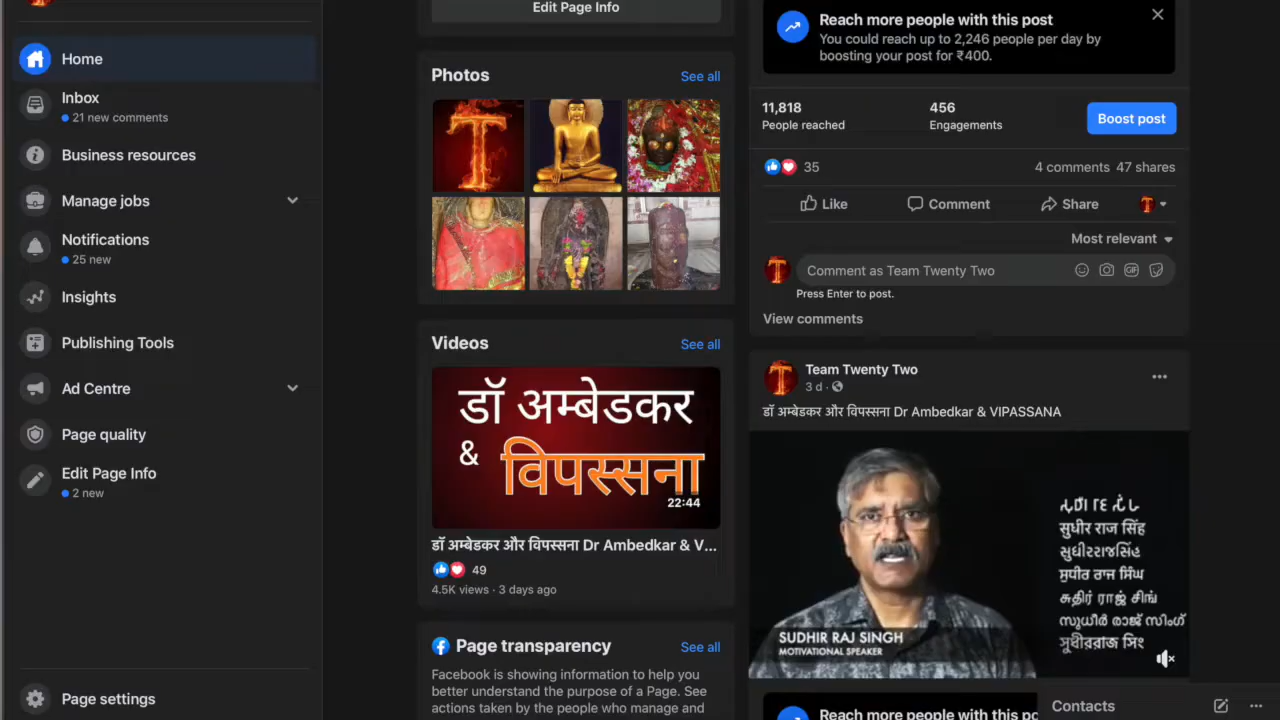 Home
Inbox
21 new comments
Business resources
Manage jobs
Notifications
25 new
Insights
Publishing Tools
Ad Centre
Page quality
Edit Page Info
2 new
Page settings
Edit Page Info
Photos
See all
T
Videos
See all
डॉ अम्बेडकर
&
विपस्सना
22:44
डॉ अम्बेडकर और विपस्सना Dr Ambedkar & V...
49
4.5K views · 3 days ago
Page transparency
See all
Facebook is showing information to help you
better understand the purpose of a Page. See
actions taken by the people who manage and
Reach more people with this post
You could reach up to 2,246 people per day by
boosting your post for ₹400.
11,818
People reached
456
Engagements
Boost post
35
4 comments 47 shares
Like
Comment
Share
Most relevant
Comment as Team Twenty Two
GIF
Press Enter to post.
View comments
Team Twenty Two
3 d ·
डॉ अम्बेडकर और विपस्सना Dr Ambedkar & VIPASSANA
सुधीर राज सिंह
SUDHIR RAJ SINGH
MOTIVATIONAL SPEAKER
Reach more people with this po
Contacts